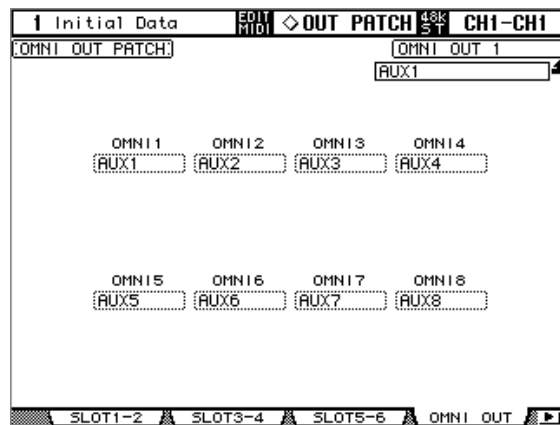 1 Initial Data EDIT MIDI ◇OUT PATCH 48k ST CH1-CH1
OMNI OUT PATCH
OMNI OUT 1
AUX1
OMNI1 OMNI2 OMNI3 OMNI4
AUX1 AUX2 AUX3 AUX4
OMNI5 OMNI6 OMNI7 OMNI8
AUX5 AUX6 AUX7 AUX8
SLOT1-2 SLOT3-4 SLOT5-6 OMNI OUT